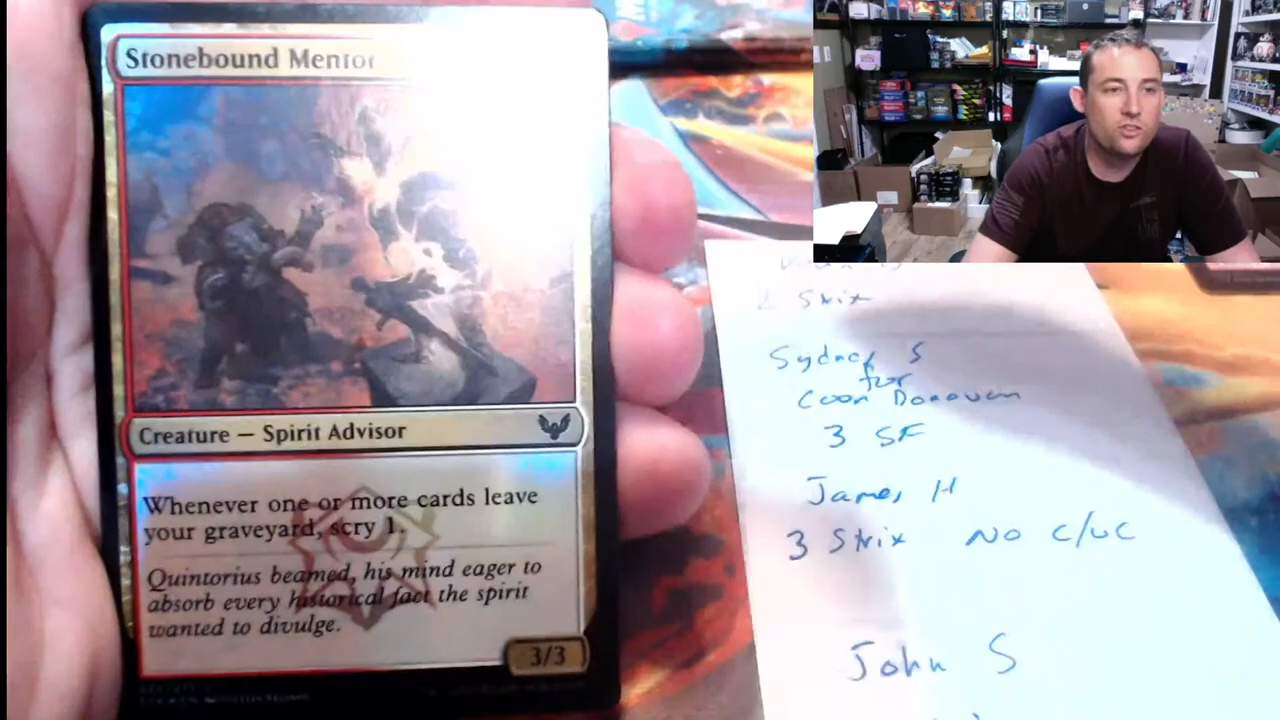 Stonebound Mentor
Creature — Spirit Advisor
Whenever one or more cards leave
your graveyard, scry 1.
Quintorius beamed, his mind eager to
absorb every historical fact the spirit
wanted to divulge.
3/3
2 Strix
Sydney S
for
Coon Donovan
3 SF
James H
3 Strix No C/UC
John S